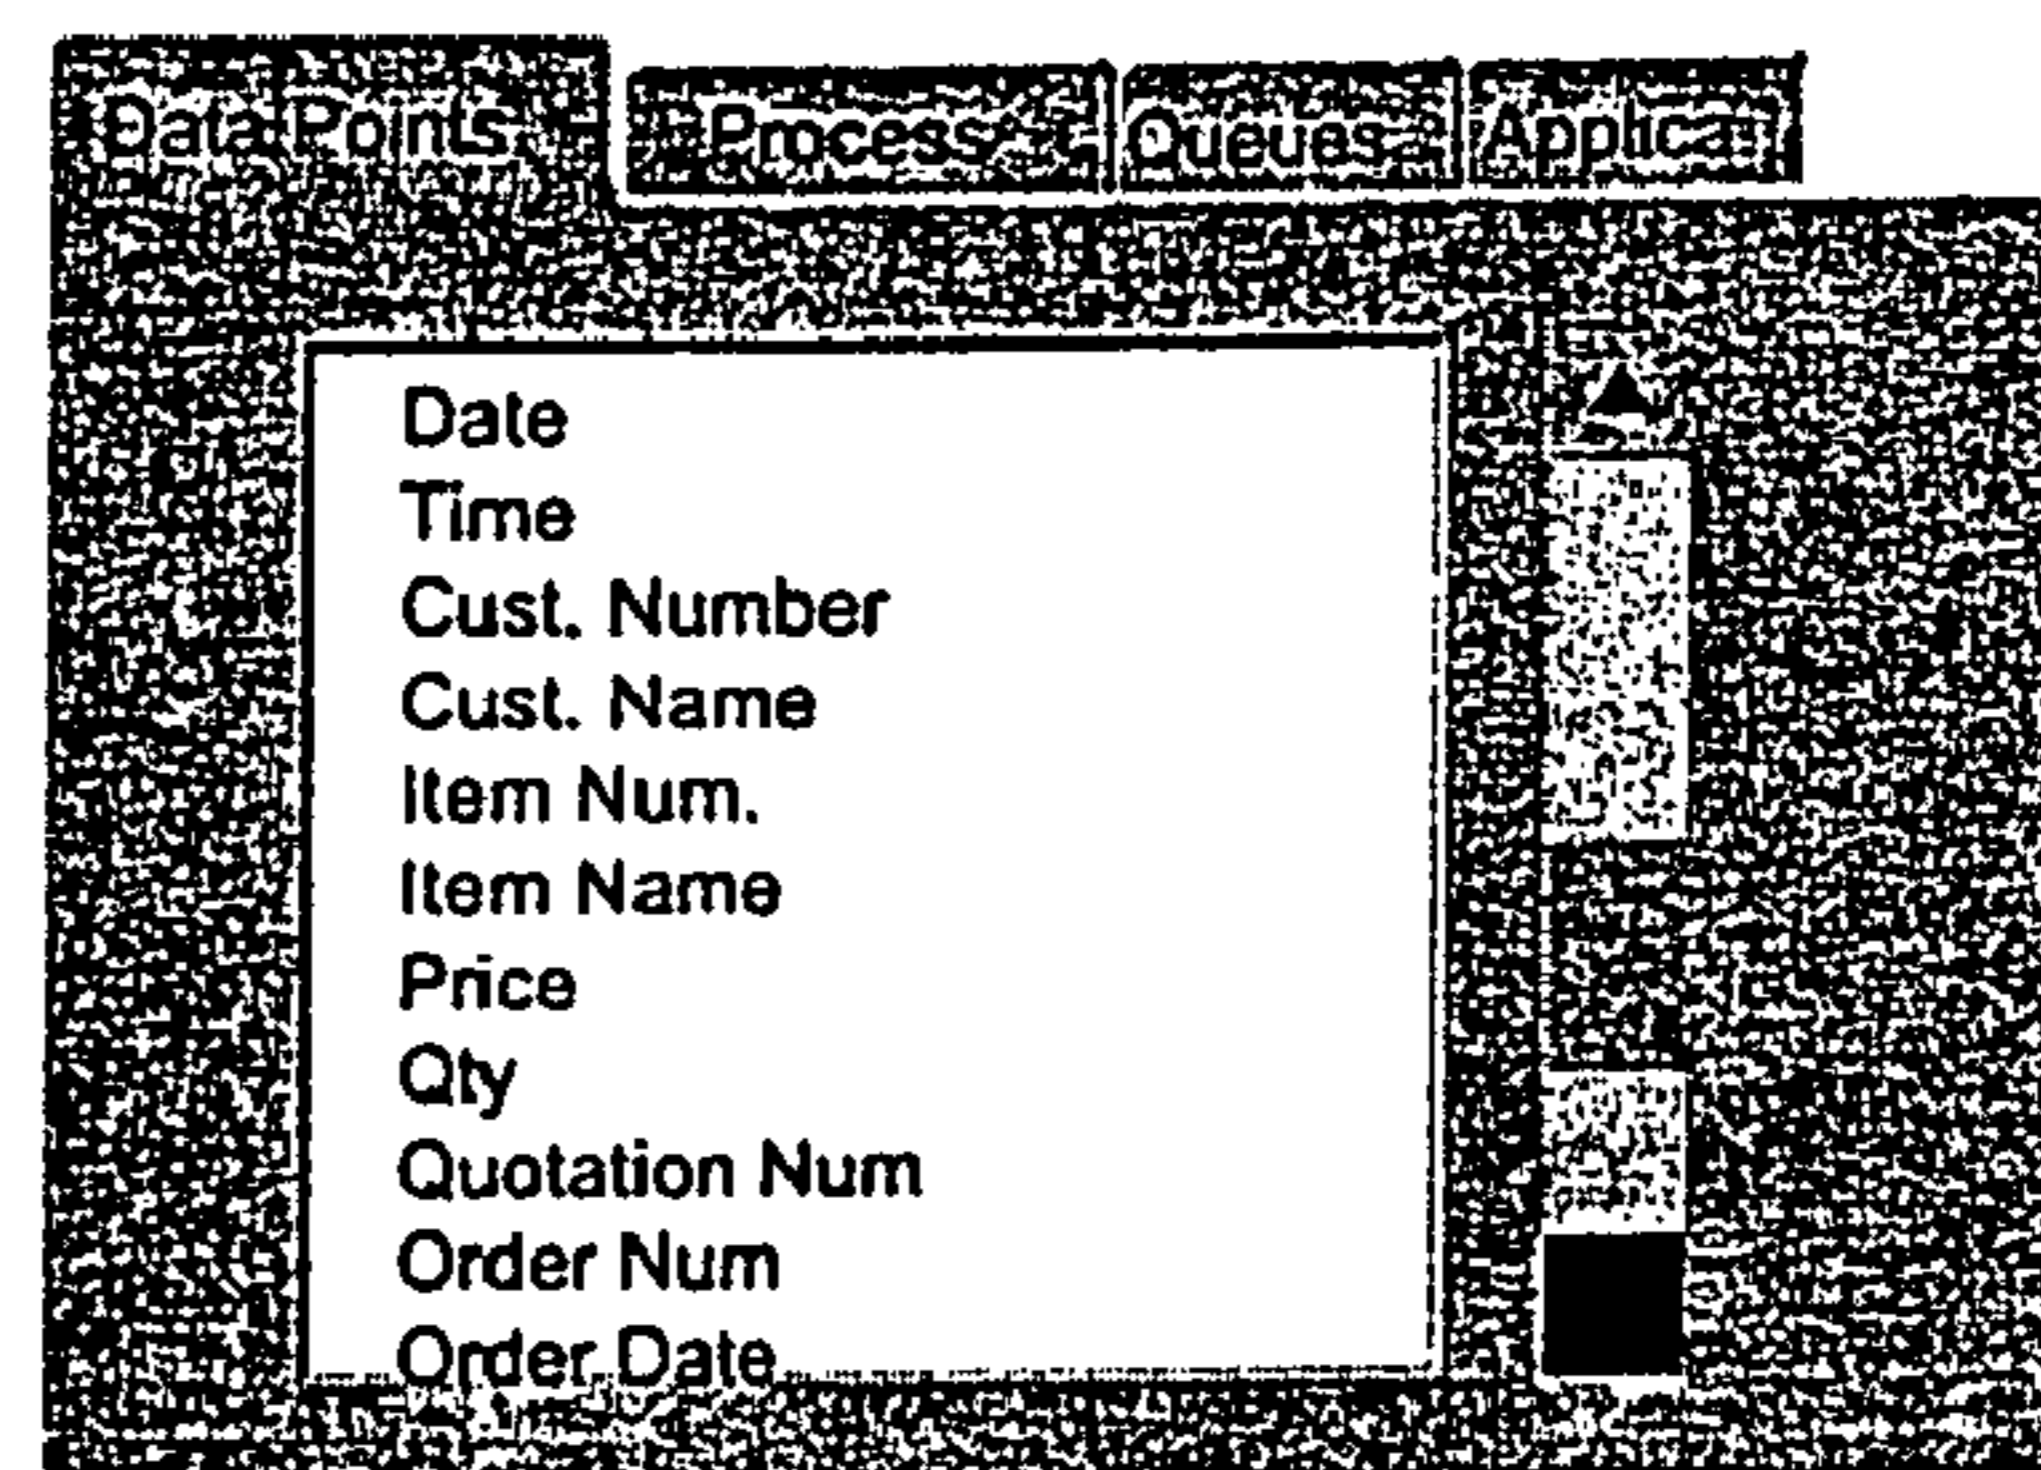 Data Points Process Queues Applica
Date
Time
Cust. Number
Cust. Name
Item Num.
Item Name
Price
Qty
Quotation Num
Order Num
Order Date